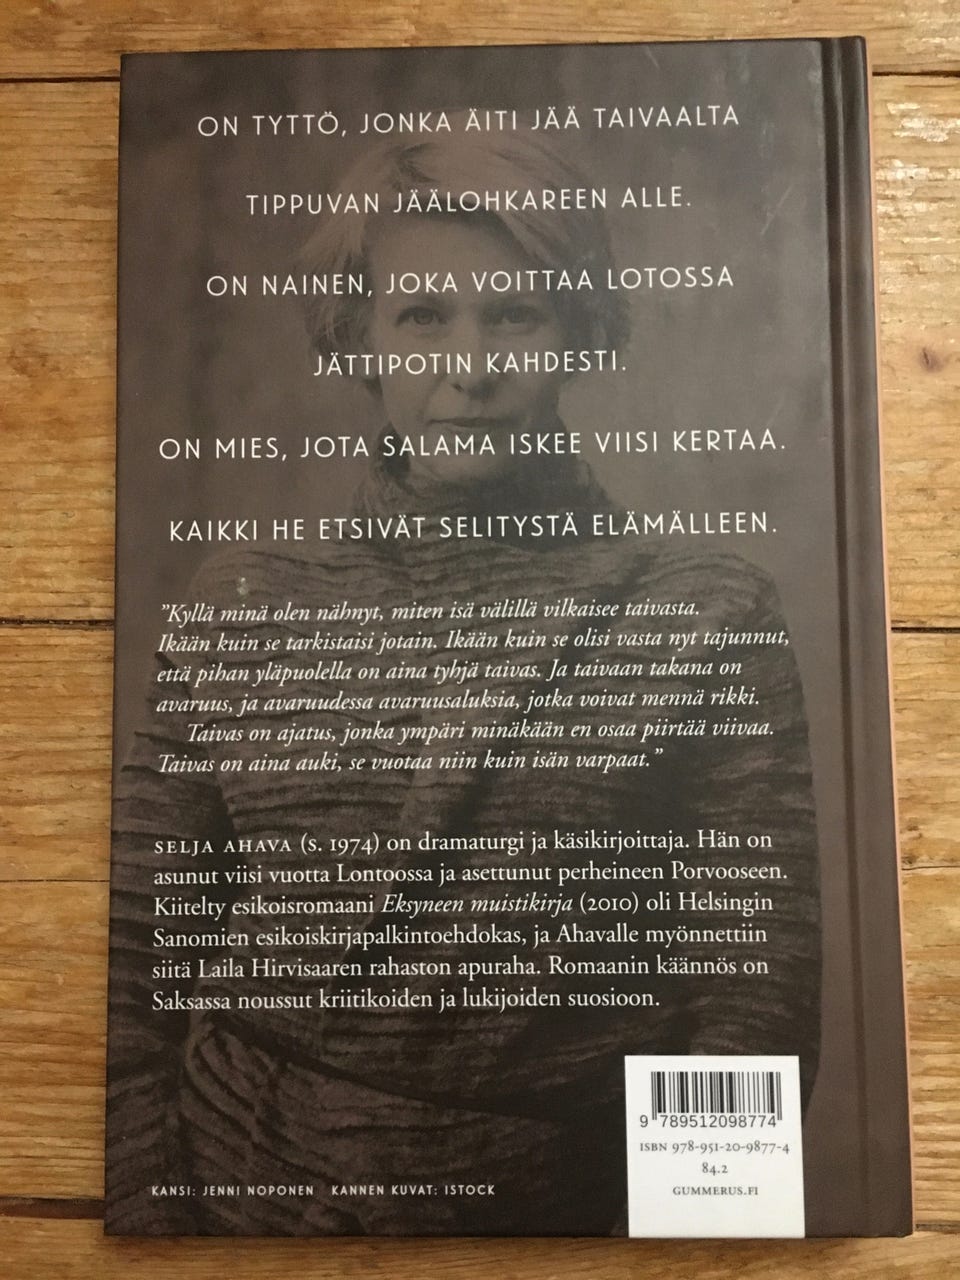 ON TYTTÖ, JONKA ÄITI JÄÄ TAIVAALTA
TIPPUVAN JÄÄLOHKAREEN ALLE.
ON NAINEN, JOKA VOITTAA LOTOSSA
JÄTTIPOTIN KAHDESTI.
ON MIES, JOTA SALAMA ISKEE VIISI KERTAA.
KAIKKI HE ETSIVÄT SELITYSTÄ ELÄMÄLLEEN.
”Kyllä minä olen nähnyt, miten isä välillä vilkaisee taivasta.
Ikään kuin se tarkistaisi jotain. Ikään kuin se olisi vasta nyt tajunnut,
että pihan yläpuolella on aina tyhjä taivas. Ja taivaan takana on
avaruus, ja avaruudessa avaruusaluksia, jotka voivat mennä rikki.
Taivas on ajatus, jonka ympäri minäkään en osaa piirtää viivaa.
Taivas on aina auki, se vuotaa niin kuin isän varpaat.”
SELJA AHAVA (s. 1974) on dramaturgi ja käsikirjoittaja. Hän on
asunut viisi vuotta Lontoossa ja asettunut perheineen Porvooseen.
Kiitelty esikoisromaani Eksyneen muistikirja (2010) oli Helsingin
Sanomien esikoiskirjapalkintoehdokas, ja Ahavalle myönnettiin
siitä Laila Hirvisaaren rahaston apuraha. Romaanin käännös on
Saksassa noussut kriitikoiden ja lukijoiden suosioon.
9 789512 098774
ISBN 978-951-20-9877-4
84.2
GUMMERUS.FI
KANSI: JENNI NOPONEN KANNEN KUVAT: ISTOCK